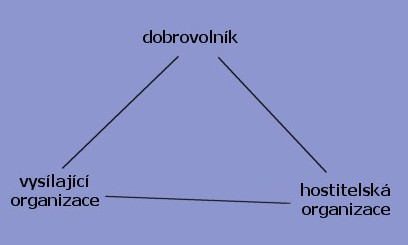 dobrovolník
vysílající
organizace
hostitelská
organizace